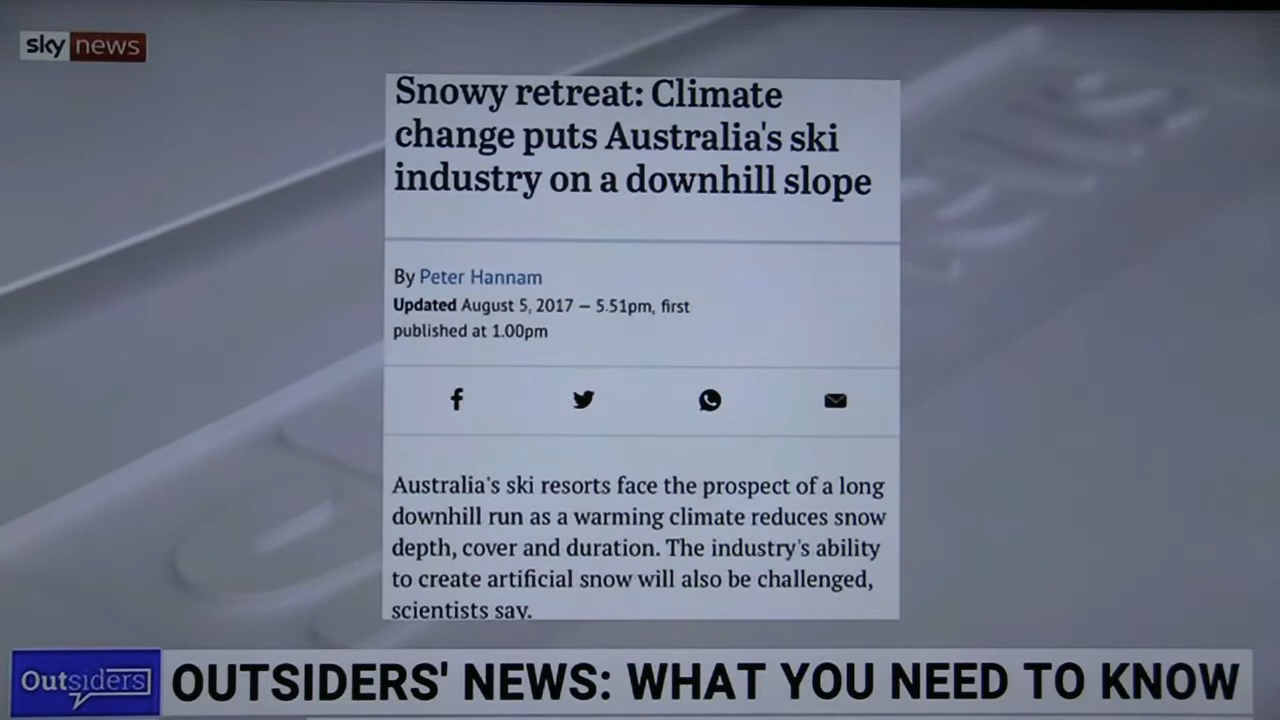 sky news
Snowy retreat: Climate
change puts Australia's ski
industry on a downhill slope
By Peter Hannam
Updated August 5, 2017 – 5.51pm, first
published at 1.00pm
Australia's ski resorts face the prospect of a long
downhill run as a warming climate reduces snow
depth, cover and duration. The industry's ability
to create artificial snow will also be challenged,
scientists say.
Outsiders
OUTSIDERS' NEWS: WHAT YOU NEED TO KNOW